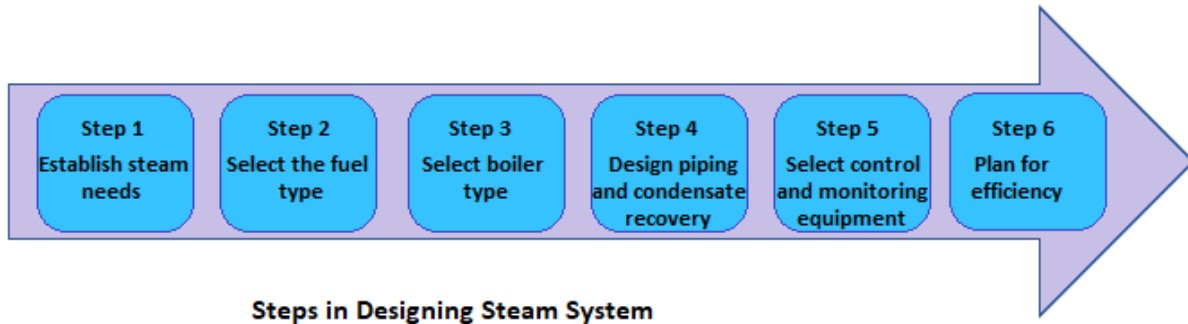 Step 1
Establish steam
needs
Step 2
Select the fuel
type
Step 3
Select boiler
type
Step 4
Design piping
and condensate
recovery
Step 5
Select control
and monitoring
equipment
Step 6
Plan for
efficiency
Steps in Designing Steam System